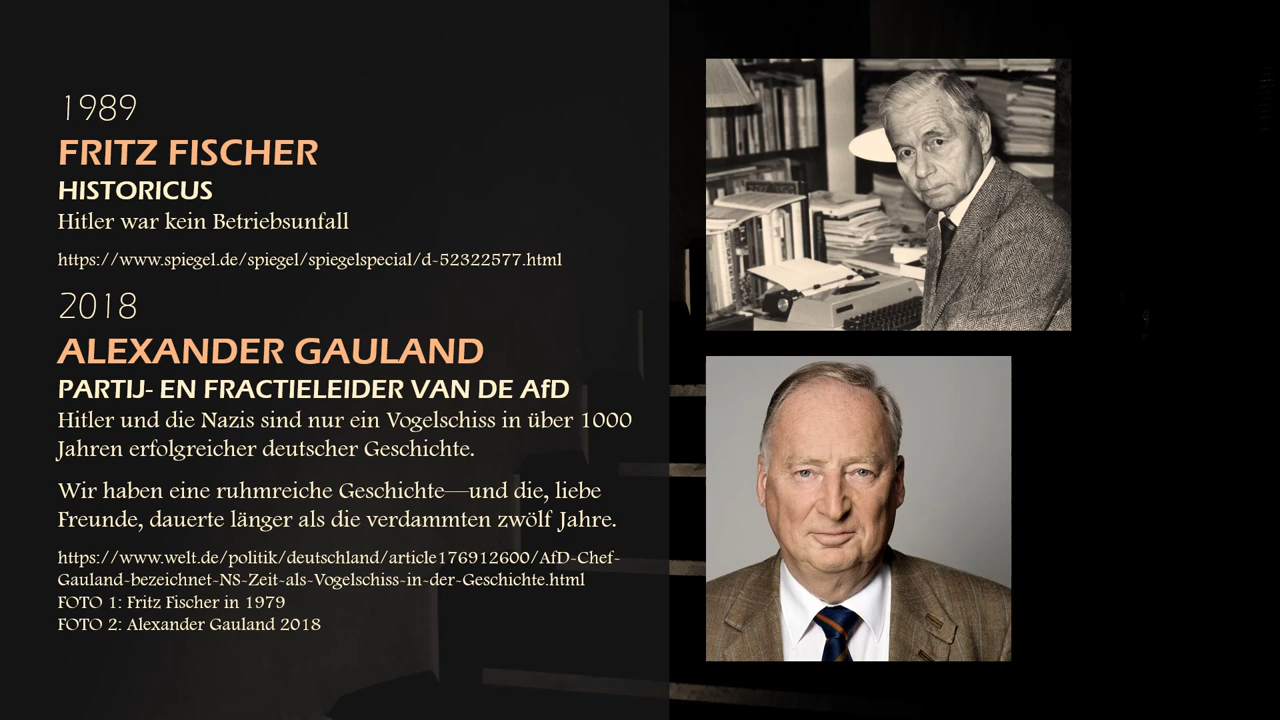 1989
FRITZ FISCHER
HISTORICUS
Hitler war kein Betriebsunfall
https://www.spiegel.de/spiegel/spiegelspecial/d-52322577.html
2018
ALEXANDER GAULAND
PARTIJ- EN FRACTIELEIDER VAN DE AfD
Hitler und die Nazis sind nur ein Vogelschiss in über 1000
Jahren erfolgreicher deutscher Geschichte.
Wir haben eine ruhmreiche Geschichte—und die, liebe
Freunde, dauerte länger als die verdammten zwölf Jahre.
https://www.welt.de/politik/deutschland/article176912600/AfD-Chef-
Gauland-bezeichnet-NS-Zeit-als-Vogelschiss-in-der-Geschichte.html
FOTO 1: Fritz Fischer in 1979
FOTO 2: Alexander Gauland 2018